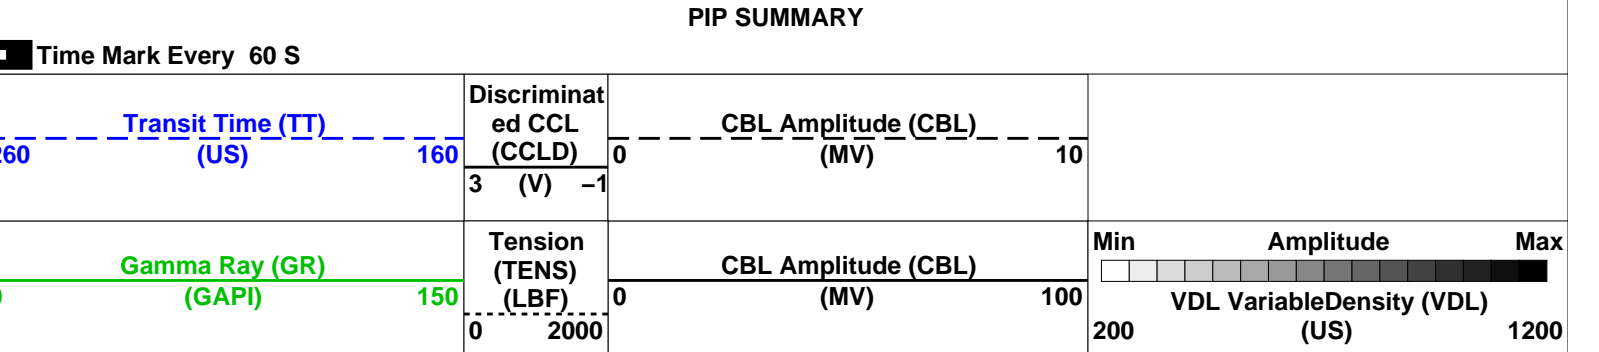 PIP SUMMARY
Time Mark Every 60 S
Transit Time (TT)
(US)
160
Discriminat
ed CCL
(CCLD)
3 (V) −1
CBL Amplitude (CBL)
0 (MV) 10
Gamma Ray (GR)
(GAPI) 150
Tension
(TENS)
(LBF)
0 2000
CBL Amplitude (CBL)
0 (MV) 100
Min Amplitude Max
VDL VariableDensity (VDL)
200 (US) 1200